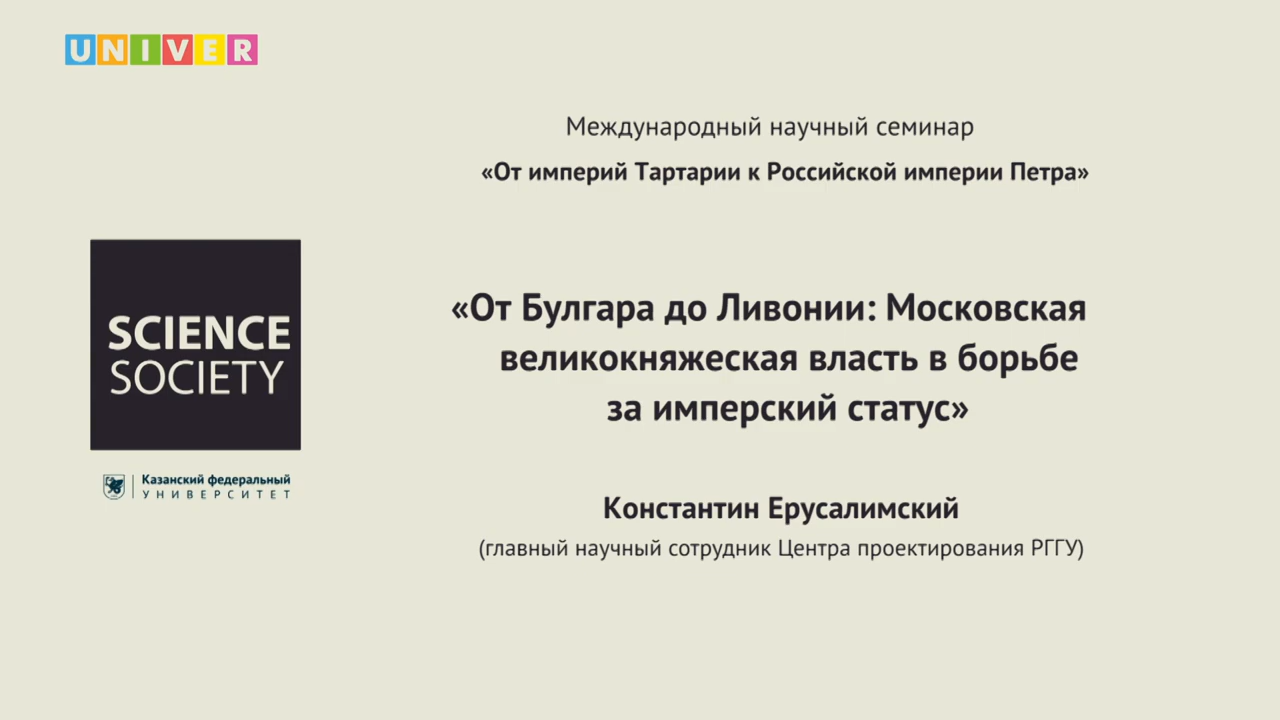 UNIVER
Международный научный семинар
«От империй Тартарии к Российской империи Петра»
«От Булгара до Ливонии: Московская
великокняжеская власть в борьбе
за имперский статус»
SCIENCE
SOCIETY
Казанский федеральный
УНИВЕРСИТЕТ
Константин Ерусалимский
(главный научный сотрудник Центра проектирования РГГУ)